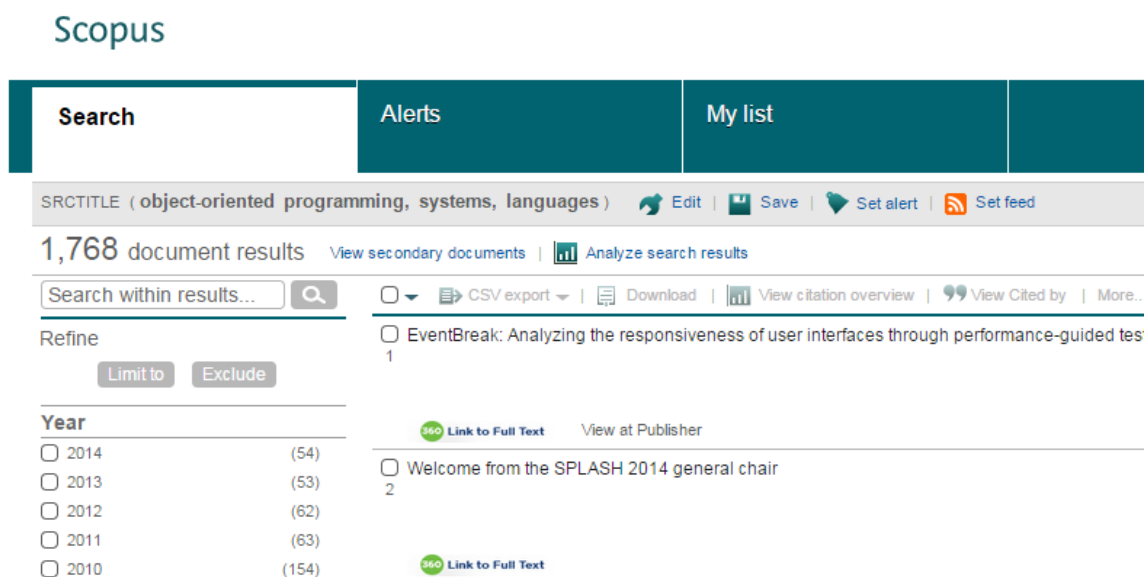 Scopus
Search
Alerts
My list
SRCTITLE ( object-oriented programming, systems, languages ) Edit | Save | Set alert | Set feed
1,768 document results View secondary documents | Analyze search results
Search within results...
CSV export | Download | View citation overview | View Cited by | More...
Refine
Limit to Exclude
1 EventBreak: Analyzing the responsiveness of user interfaces through performance-guided tes
360 Link to Full Text View at Publisher
Year
2014 (54)
2013 (53)
2012 (62)
2011 (63)
2010 (154)
2 Welcome from the SPLASH 2014 general chair
360 Link to Full Text